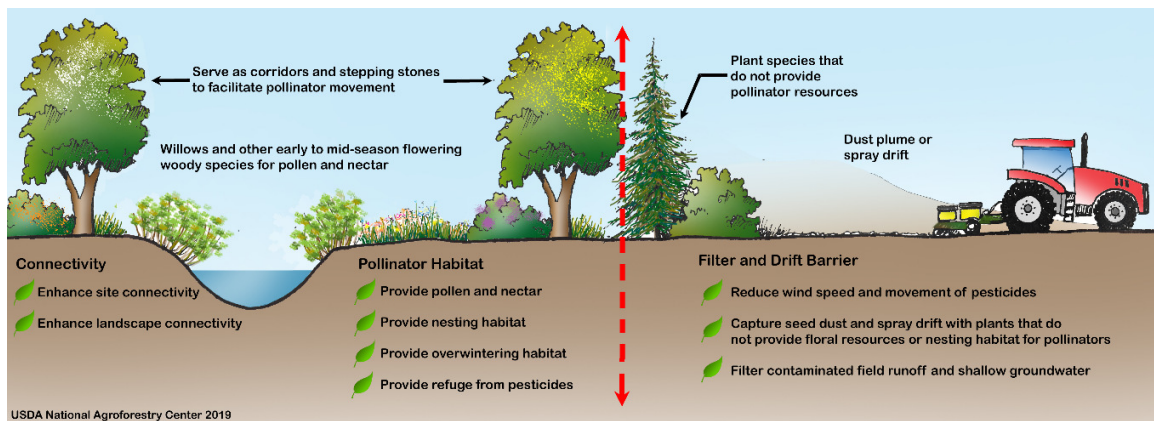 Serve as corridors and stepping stones
to facilitate pollinator movement
Willows and other early to mid-season flowering
woody species for pollen and nectar
Plant species that
do not provide
pollinator resources
Dust plume or
spray drift
Connectivity
Enhance site connectivity
Enhance landscape connectivity
Pollinator Habitat
Provide pollen and nectar
Provide nesting habitat
Provide overwintering habitat
Provide refuge from pesticides
Filter and Drift Barrier
Reduce wind speed and movement of pesticides
Capture seed dust and spray drift with plants that do
not provide floral resources or nesting habitat for pollinators
Filter contaminated field runoff and shallow groundwater
USDA National Agroforestry Center 2019